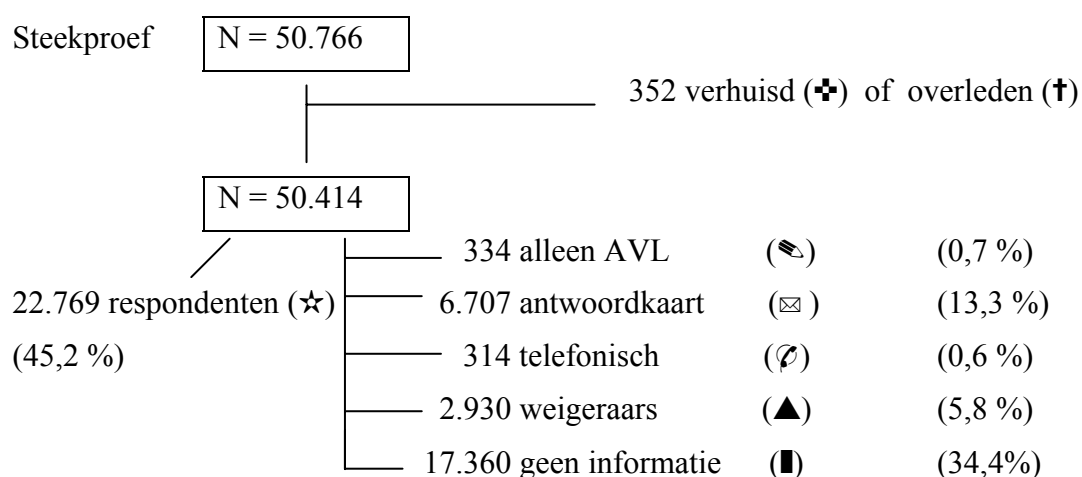 Steekproef N = 50.766
352 verhuisd (✤) of overleden (✝)
N = 50.414
334 alleen AVL (✎) (0,7 %)
22.769 respondenten (☆) 6.707 antwoordkaart (✉ ) (13,3 %)
(45,2 %) 314 telefonisch (✆) (0,6 %)
2.930 weigeraars (▲) (5,8 %)
17.360 geen informatie (▮) (34,4%)